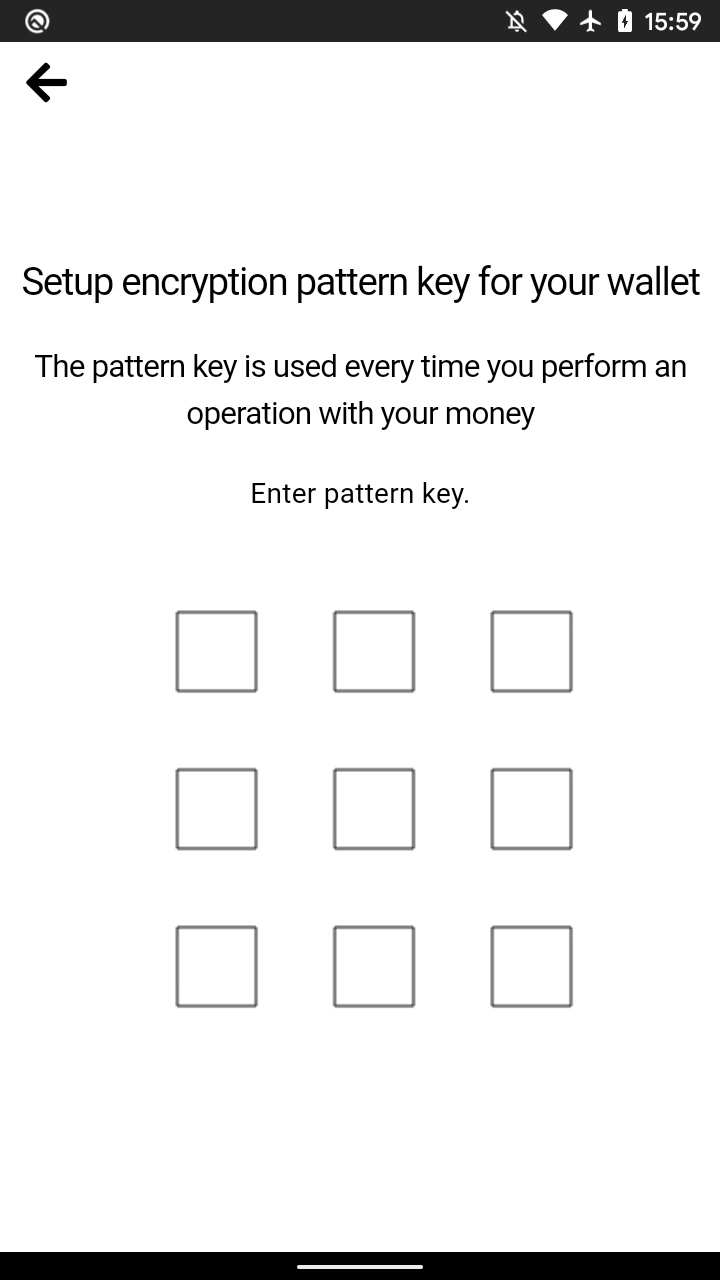 15:59
Setup encryption pattern key for your wallet
The pattern key is used every time you perform an
operation with your money
Enter pattern key.